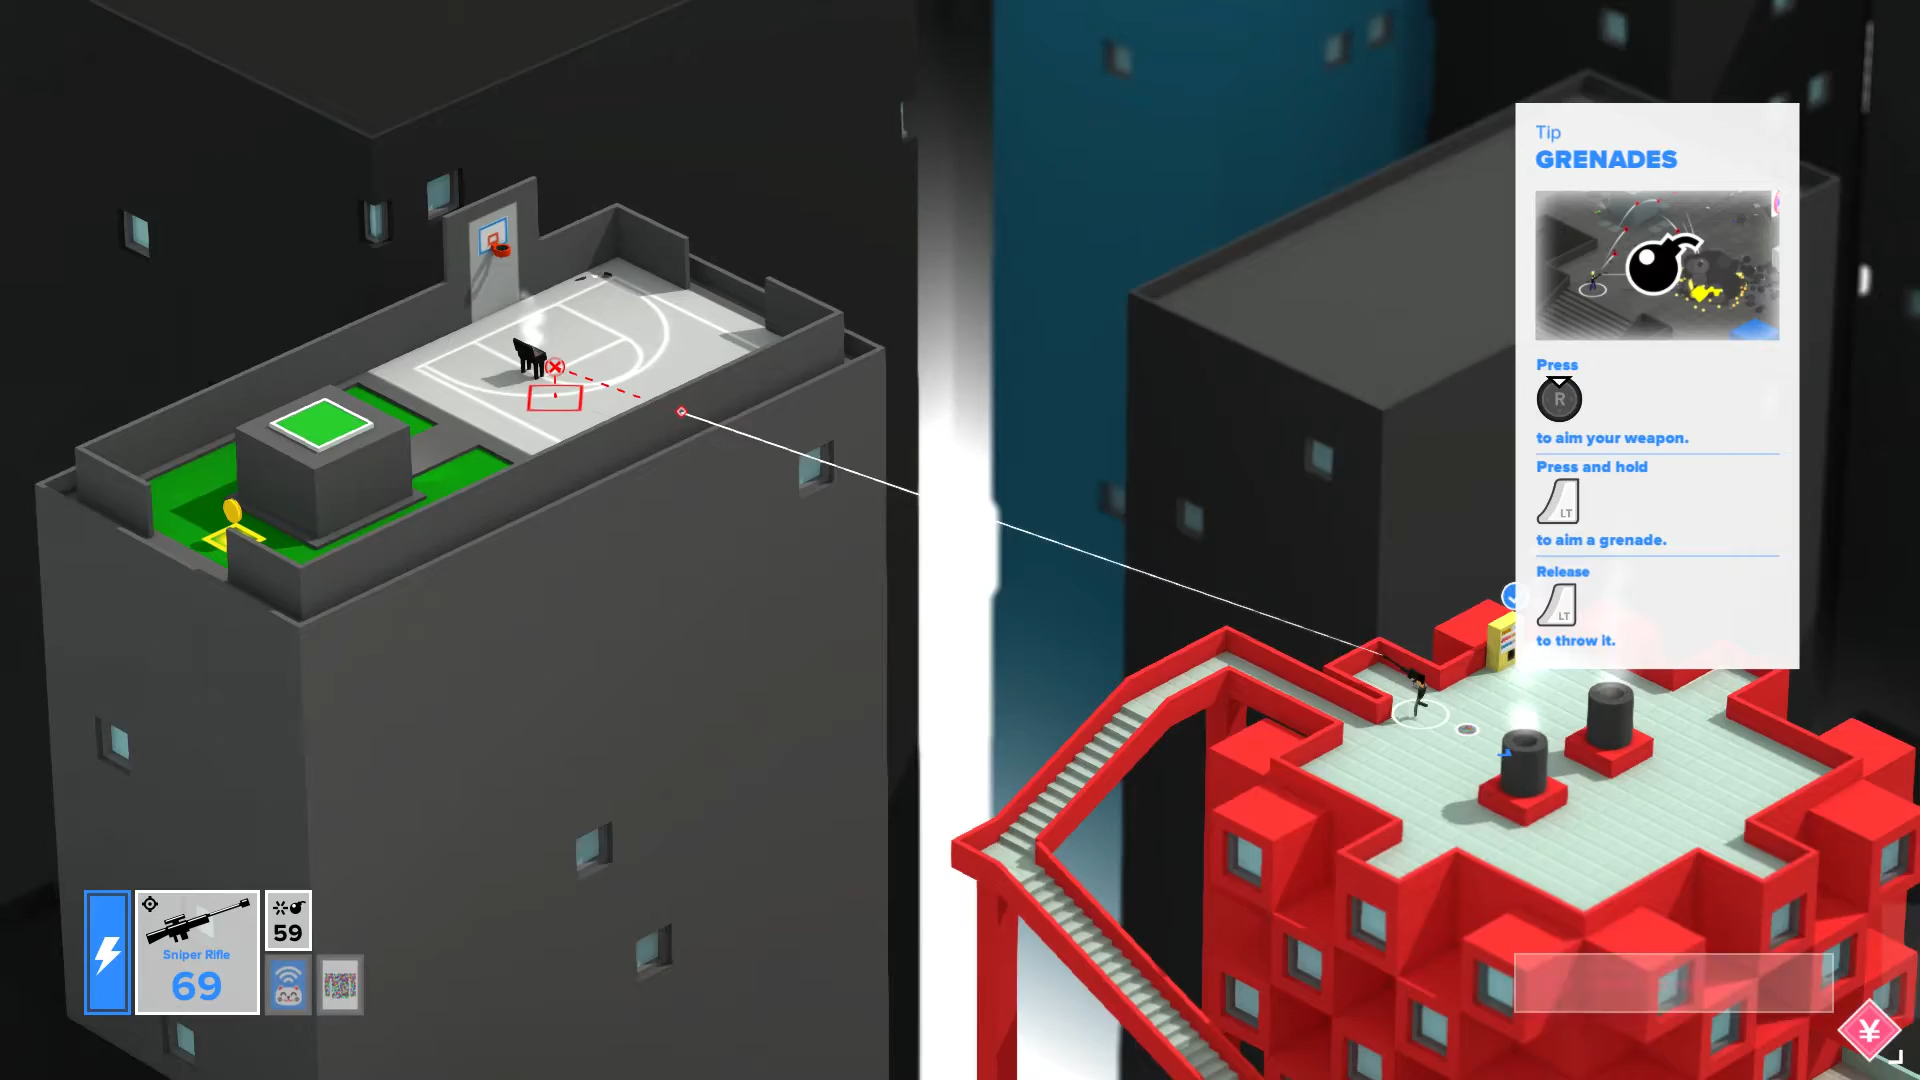 Tip
GRENADES
Press
R
to aim your weapon.
Press and hold
LT
to aim a grenade.
Release
LT
to throw it.
59
Sniper Rifle
69
¥